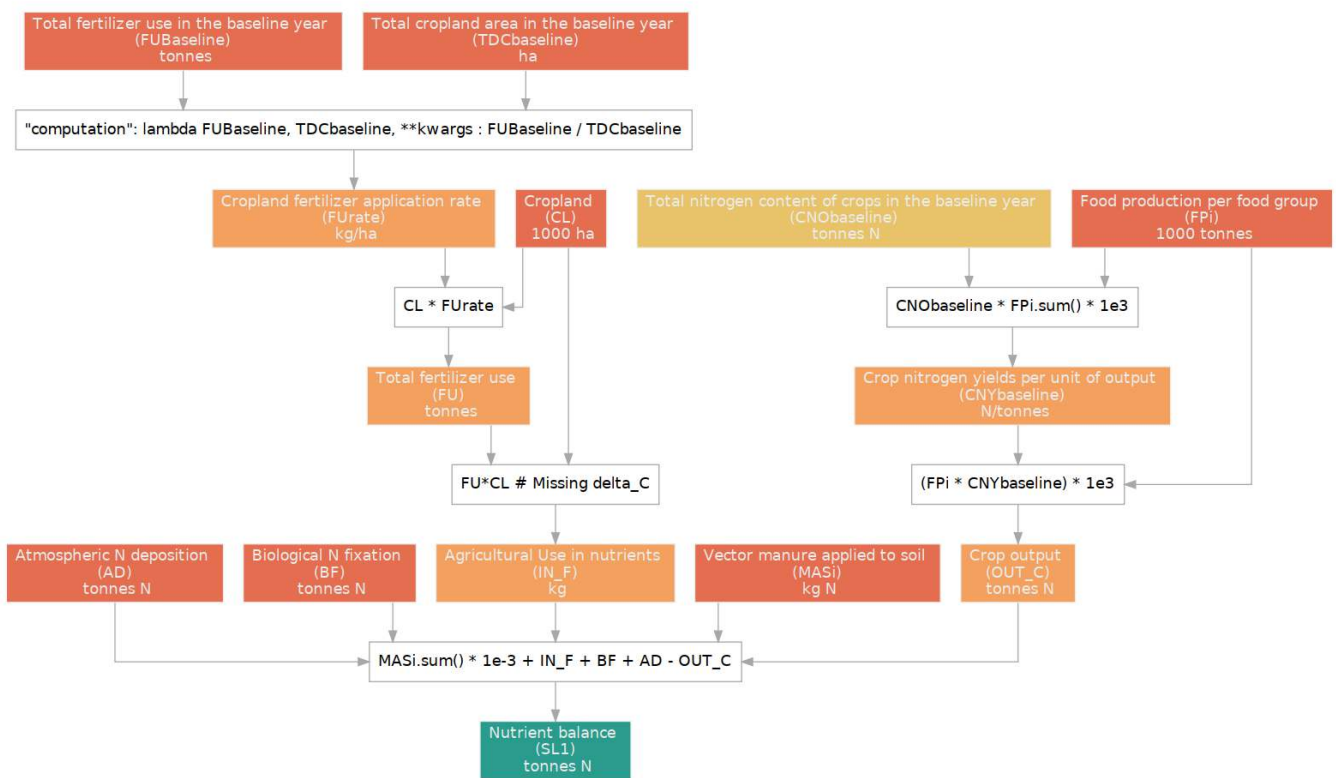 Total fertilizer use in the baseline year
(FUBaseline)
tonnes
Total cropland area in the baseline year
(TDCbaseline)
ha
"computation": lambda FUBaseline, TDCbaseline, **kwargs : FUBaseline / TDCbaseline
Cropland fertilizer application rate
(FUrate)
kg/ha
Cropland
(CL)
1000 ha
Total nitrogen content of crops in the baseline year
(CNObaseline)
tonnes N
Food production per food group
(FPi)
1000 tonnes
CL * FUrate
CNObaseline * FPi.sum() * 1e3
Total fertilizer use
(FU)
tonnes
Crop nitrogen yields per unit of output
(CNYbaseline)
N/tonnes
FU*CL # Missing delta_C
(FPi * CNYbaseline) * 1e3
Atmospheric N deposition
(AD)
tonnes N
Biological N fixation
(BF)
tonnes N
Agricultural Use in nutrients
(IN_F)
kg
Vector manure applied to soil
(MASi)
kg N
Crop output
(OUT_C)
tonnes N
MASi.sum() * 1e-3 + IN_F + BF + AD - OUT_C
Nutrient balance
(SL1)
tonnes N